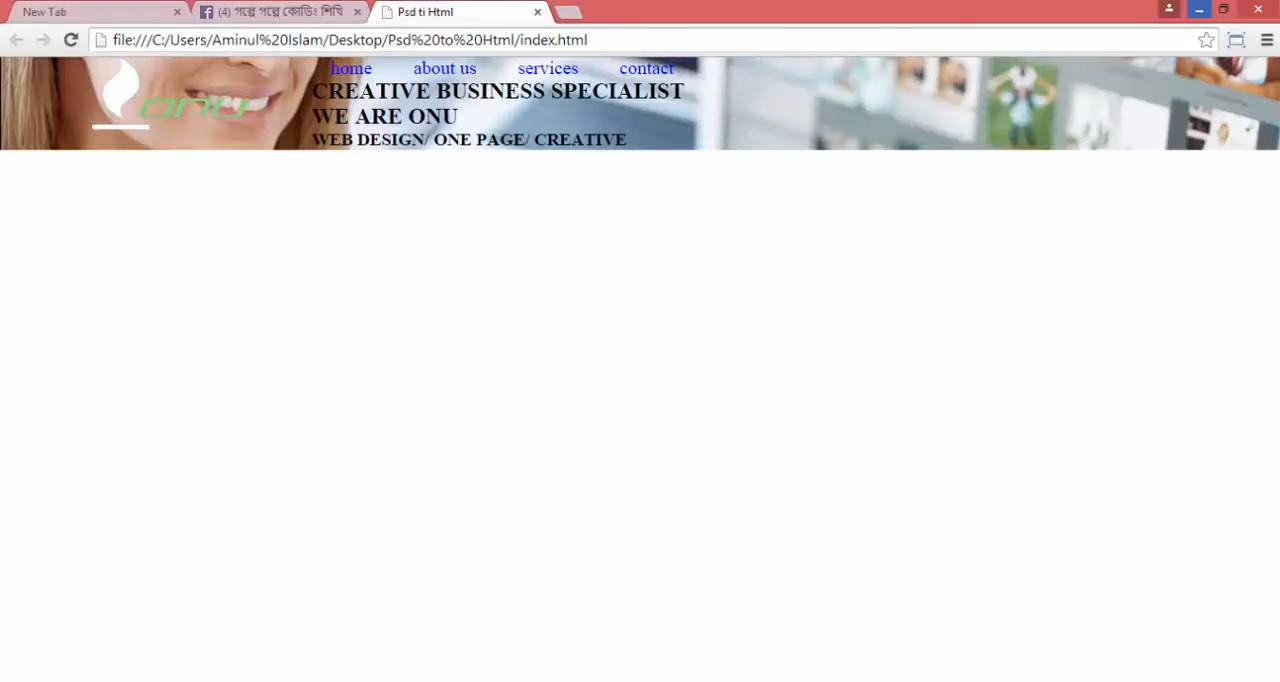 New Tab
(4) গল্পে গল্পে কোডিং শিখি
Psd ti Html
file:///C:/Users/Aminul%20Islam/Desktop/Psd%20to%20Html/index.html
onu
home about us services contact
CREATIVE BUSINESS SPECIALIST
WE ARE ONU
WEB DESIGN/ ONE PAGE/ CREATIVE